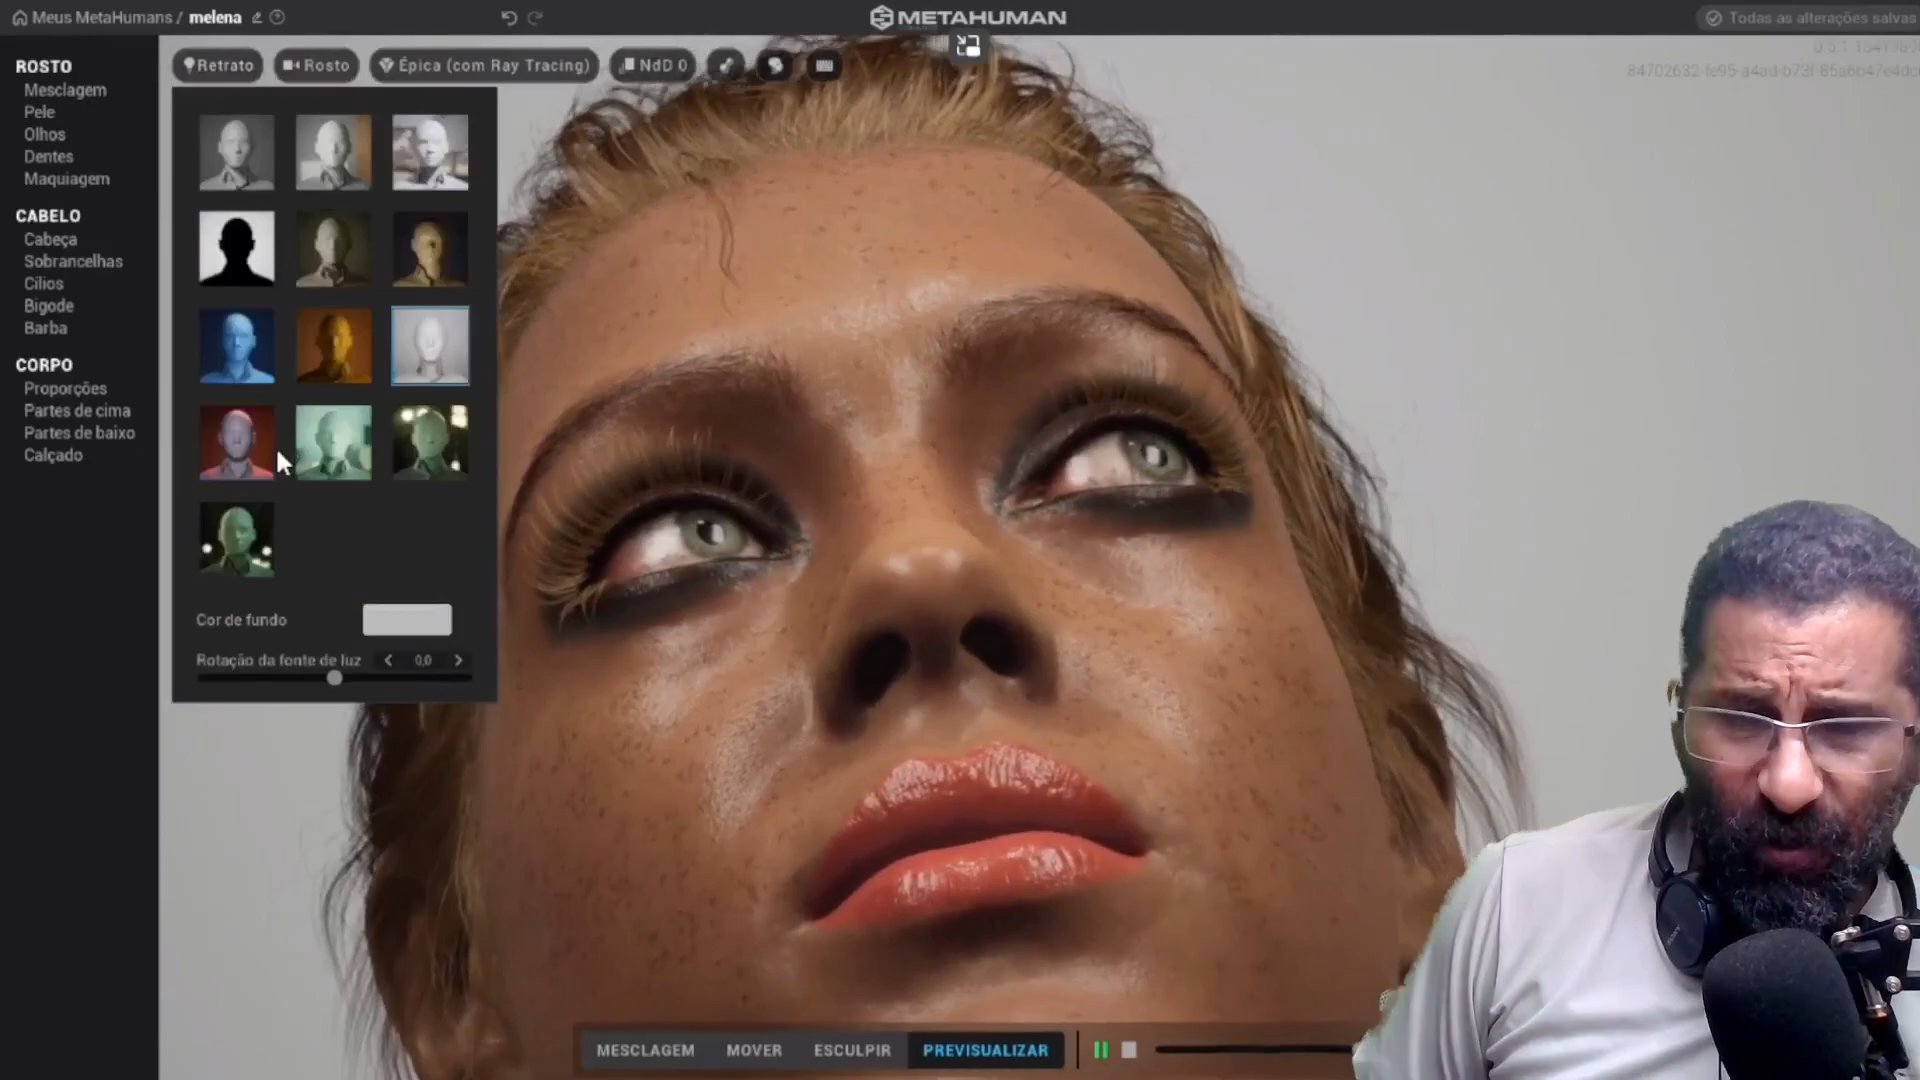 Meus MetaHumans / melena
METAHUMAN
Todas as alterações salvas
Retrato
Rosto
Épica (com Ray Tracing)
NdD 0
ROSTO
Mesclagem
Pele
Olhos
Dentes
Maquiagem
CABELO
Cabeça
Sobrancelhas
Cílios
Bigode
Barba
CORPO
Proporções
Partes de cima
Partes de baixo
Calçado
Cor de fundo
Rotação da fonte de luz
0,0
MESCLAGEM
MOVER
ESCULPIR
PREVISUALIZAR